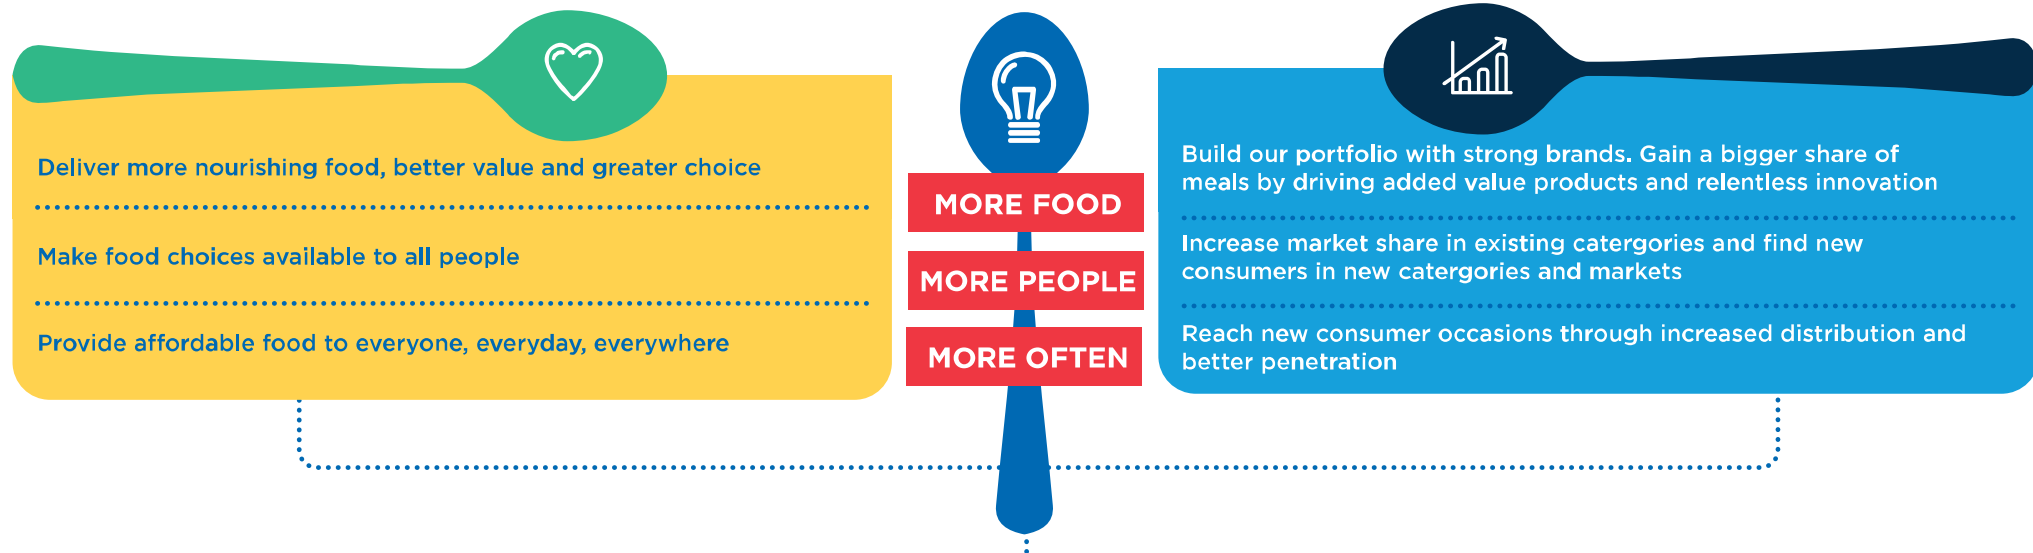 Deliver more nourishing food, better value and greater choice
Make food choices available to all people
Provide affordable food to everyone, everyday, everywhere
MORE FOOD
MORE PEOPLE
MORE OFTEN
Build our portfolio with strong brands. Gain a bigger share of
meals by driving added value products and relentless innovation
Increase market share in existing catergories and find new
consumers in new catergories and markets
Reach new consumer occasions through increased distribution and
better penetration